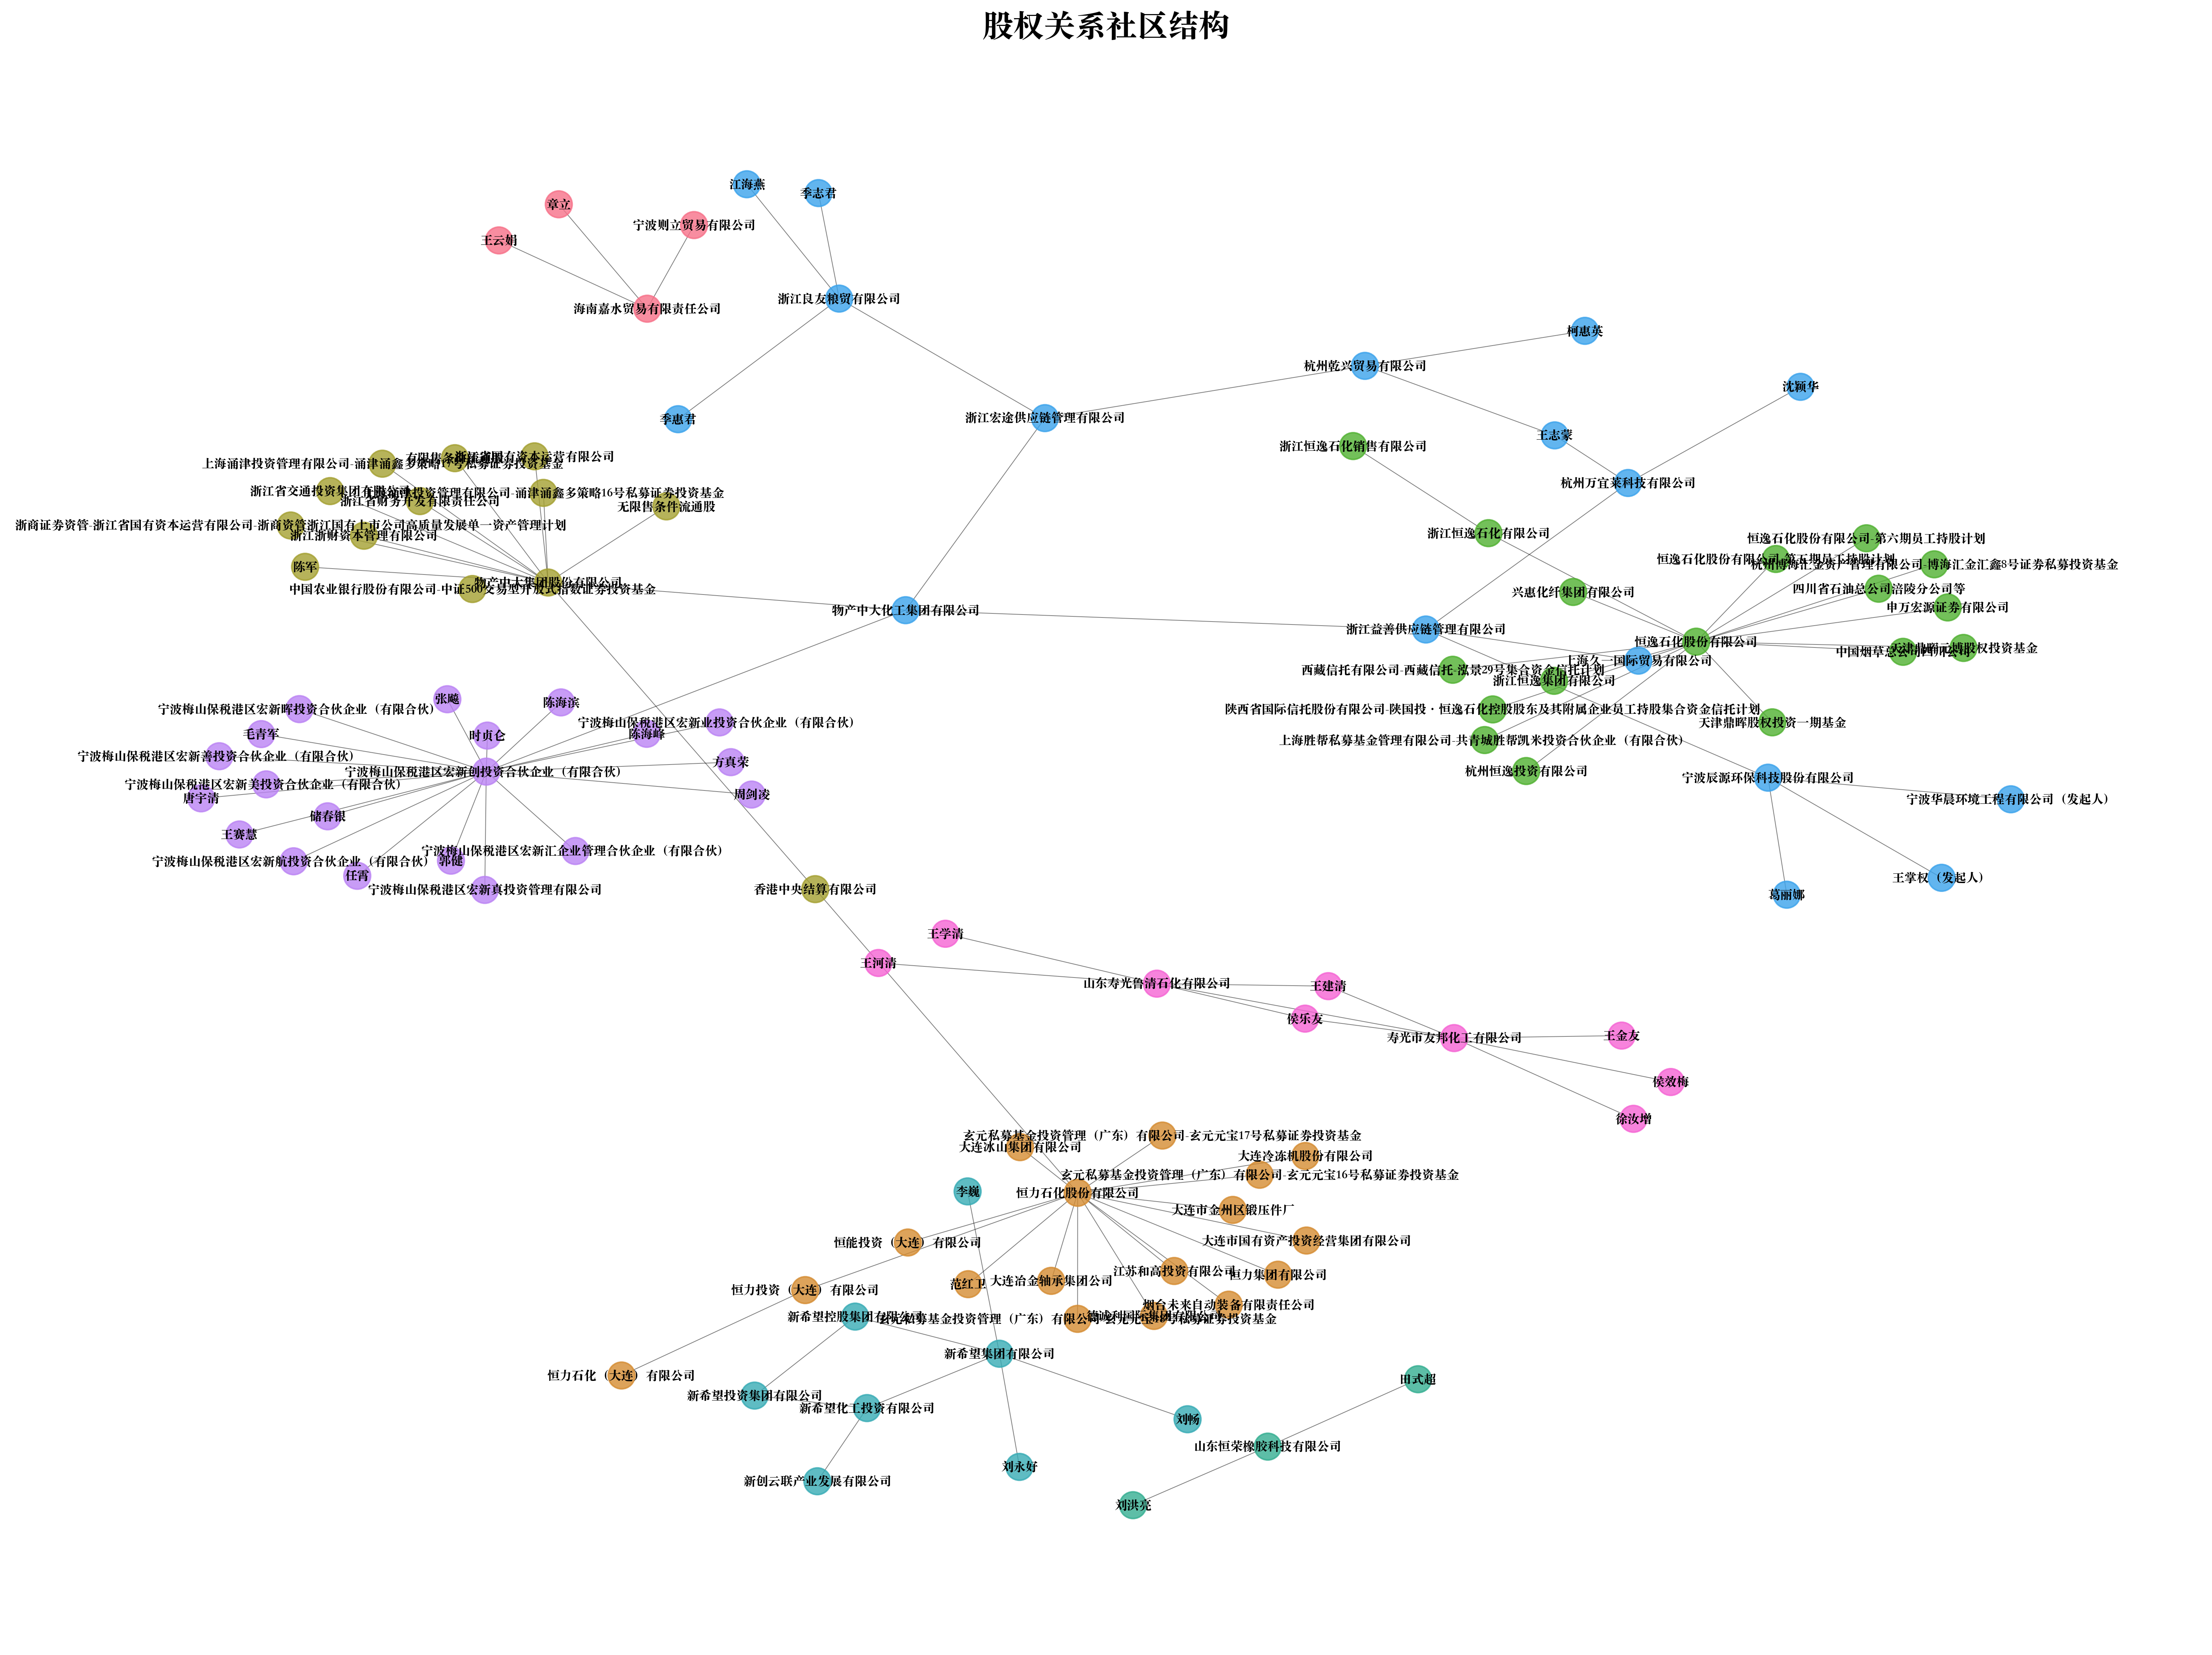 股权关系社区结构
江海燕
季志君
章立
宁波则立贸易有限公司
王云娟
浙江良友粮贸有限公司
海南嘉水贸易有限责任公司
柯惠英
杭州乾兴贸易有限公司
沈颖华
季惠君
浙江宏途供应链管理有限公司
王志蒙
浙江恒逸石化销售有限公司
浙江省国有资本运营有限公司
上海涌津投资管理有限公司-涌津涌鑫多策略17号私募证券投资基金
杭州万宜莱科技有限公司
浙江省交通投资集团有限公司
投资管理有限公司-涌津涌鑫多策略16号私募证券投资基金
浙江省财务开发有限责任公司
无限售条件流通股
浙商证券资管-浙江省国有资本运营有限公司-浙商资管浙江国有上市公司高质量发展单一资产管理计划
浙江浙财资本管理有限公司
浙江恒逸石化有限公司
恒逸石化股份有限公司-第六期员工持股计划
恒逸石化股份有限公司-第五期员工持股计划
杭州博海汇金资产管理有限公司-博海汇金汇鑫8号证券私募投资基金
陈军
物产中大集团股份有限公司
中国农业银行股份有限公司-中证500交易型开放式指数证券投资基金
兴惠化纤集团有限公司
四川省石油总公司涪陵分公司等
申万宏源证券有限公司
物产中大化工集团有限公司
浙江益善供应链管理有限公司
恒逸石化股份有限公司
天津鼎晖元博股权投资基金
中国烟草总公司四川公司
上海久一国际贸易有限公司
西藏信托有限公司-西藏信托-泓景29号集合资金信托计划
浙江恒逸集团有限公司
张飚
陈海滨
宁波梅山保税港区宏新晖投资合伙企业（有限合伙）
陕西省国际信托股份有限公司-陕国投·恒逸石化控股股东及其附属企业员工持股集合资金信托计划
宁波梅山保税港区宏新业投资合伙企业（有限合伙）
天津鼎晖股权投资一期基金
毛青军
时贞仑
陈海峰
上海胜帮私募基金管理有限公司-共青城胜帮凯米投资合伙企业（有限合伙）
宁波梅山保税港区宏新善投资合伙企业（有限合伙）
方真荣
宁波梅山保税港区宏新创投资合伙企业（有限合伙）
杭州恒逸投资有限公司
宁波辰源环保科技股份有限公司
宁波梅山保税港区宏新美投资合伙企业（有限合伙）
唐宇清
周剑凌
宁波华晨环境工程有限公司（发起人）
储春银
王赛慧
宁波梅山保税港区宏新汇企业管理合伙企业（有限合伙）
宁波梅山保税港区宏新航投资合伙企业（有限合伙）
郭健
任霄
王掌权（发起人）
宁波梅山保税港区宏新真投资管理有限公司
香港中央结算有限公司
葛丽娜
王学清
王河清
山东寿光鲁清石化有限公司
王建清
侯乐友
寿光市友邦化工有限公司
王金友
侯效梅
徐汝增
玄元私募基金投资管理（广东）有限公司-玄元元宝17号私募证券投资基金
大连冰山集团有限公司
大连冷冻机股份有限公司
玄元私募基金投资管理（广东）有限公司-玄元元宝16号私募证券投资基金
李巍
恒力石化股份有限公司
大连市金州区锻压件厂
恒能投资（大连）有限公司
大连市国有资产投资经营集团有限公司
江苏和高投资有限公司
恒力集团有限公司
范红卫
大连冶金轴承集团公司
恒力投资（大连）有限公司
烟台未来自动装备有限责任公司
新希望控股集团有限公司
德诚利国际集团有限公司
玄元私募基金投资管理（广东）有限公司
新希望集团有限公司
恒力石化（大连）有限公司
田式超
新希望投资集团有限公司
新希望化工投资有限公司
刘畅
山东恒荣橡胶科技有限公司
刘永好
新创云联产业发展有限公司
刘洪亮